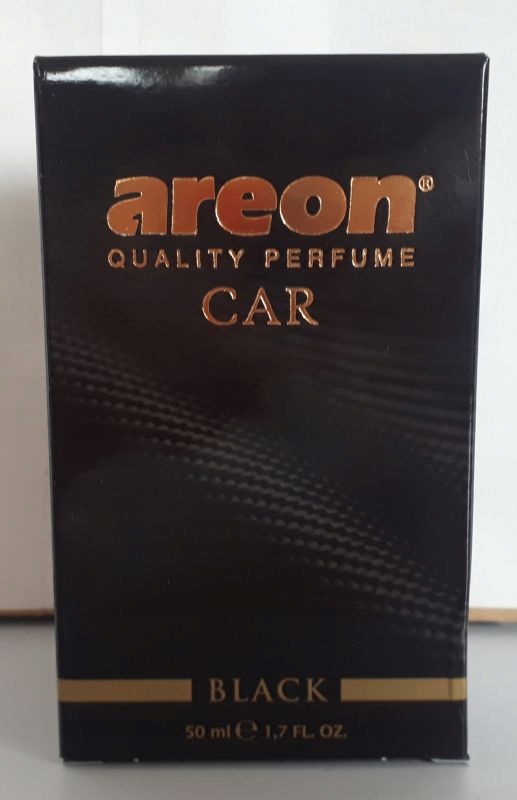 areon®
QUALITY PERFUME
CAR
BLACK
50 ml ℮ 1,7 FL. OZ.